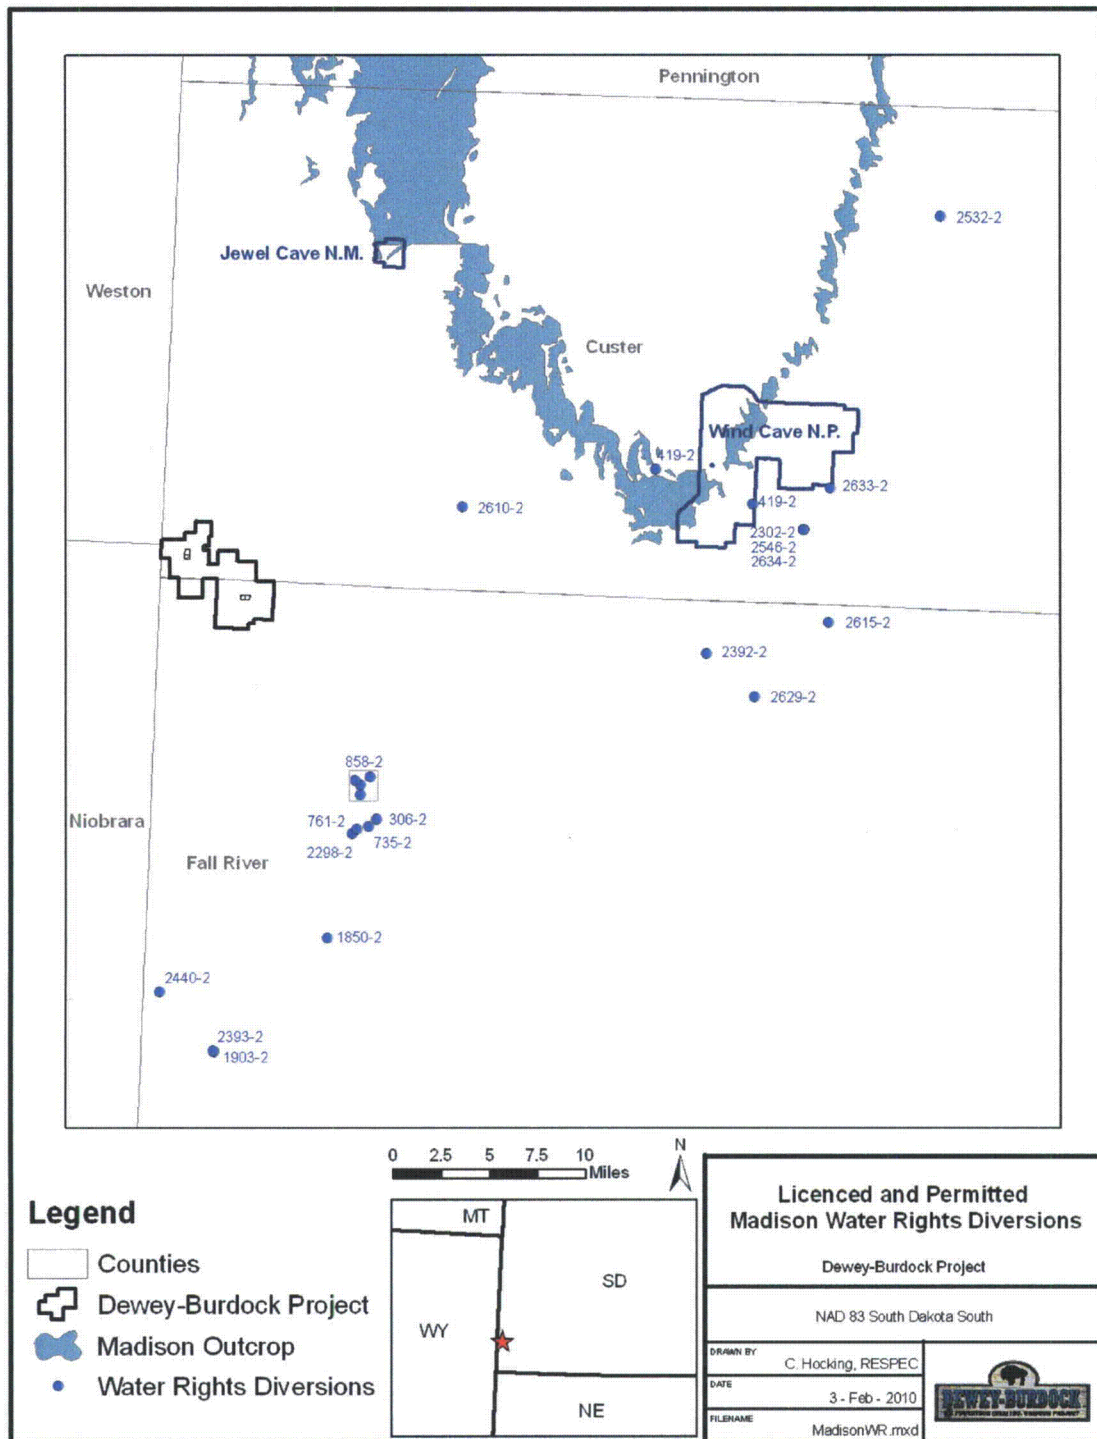 Pennington
2532-2
Jewel Cave N.M.
Weston
Custer
Wind Cave N.P.
419-2
2633-2
419-2
2610-2
2302-2
2546-2
2634-2
2615-2
2392-2
2629-2
858-2
Niobrara
761-2
306-2
735-2
2298-2
Fall River
1850-2
2440-2
2393-2
1903-2
0 2.5 5 7.5 10
Miles
N
Legend
Counties
Dewey-Burdock Project
Madison Outcrop
Water Rights Diversions
MT
SD
WY
NE
Licenced and Permitted
Madison Water Rights Diversions
Dewey-Burdock Project
NAD 83 South Dakota South
DRAWN BY
C. Hocking, RESPEC
DATE
3 - Feb - 2010
FILENAME
MadisonWR.mxd
DEWEY-BURDOCK